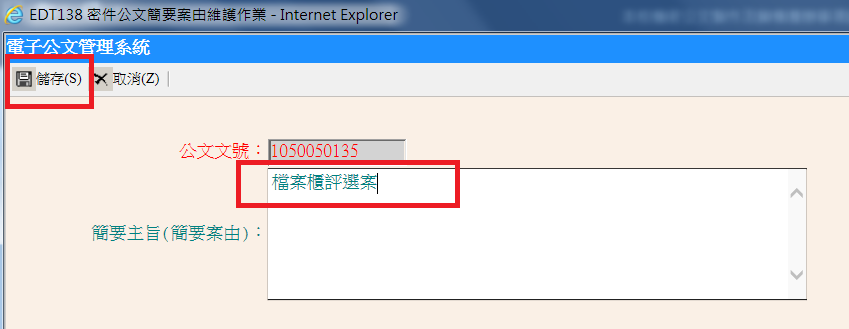 EDT138 密件公文簡要案由維護作業 - Internet Explorer
電子公文管理系統
儲存(S) 取消(Z)
公文文號：1050050135
檔案櫃評選案
簡要主旨(簡要案由)：